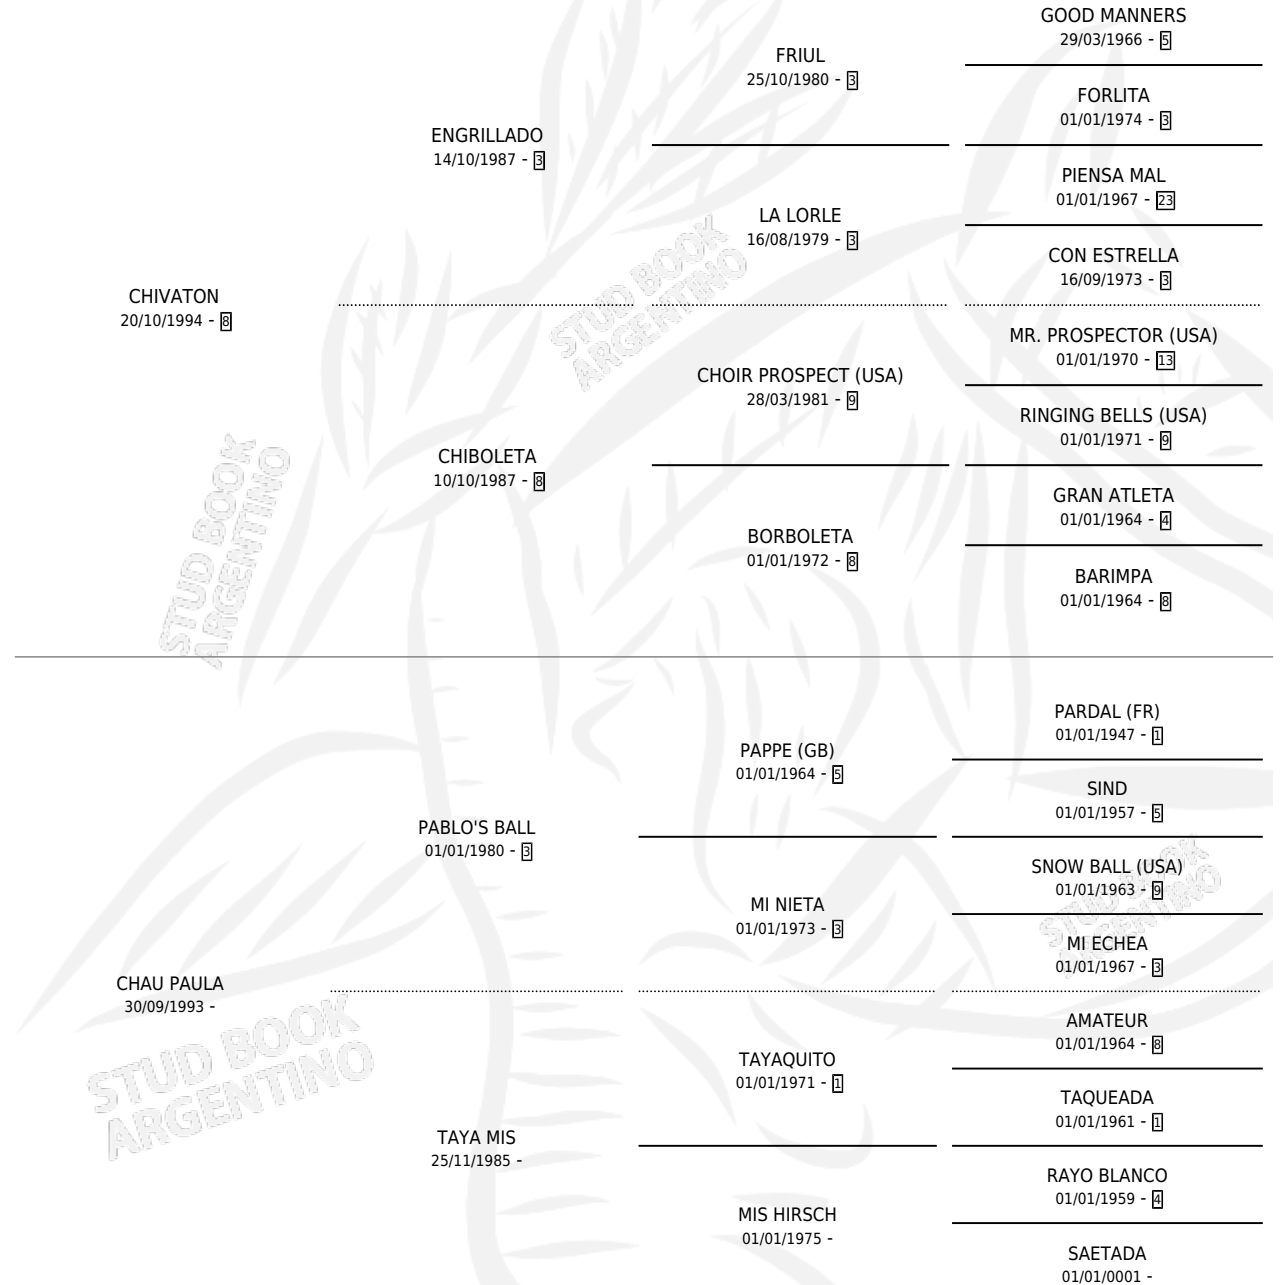 GOOD MANNERS
29/03/1966 - 5
FRIUL
25/10/1980 - 3
FORLITA
01/01/1974 - 3
ENGRILLADO
14/10/1987 - 3
PIENSA MAL
01/01/1967 - 23
LA LORLE
16/08/1979 - 3
CON ESTRELLA
16/09/1973 - 3
CHIVATON
20/10/1994 - 8
MR. PROSPECTOR (USA)
01/01/1970 - 13
CHOIR PROSPECT (USA)
28/03/1981 - 9
RINGING BELLS (USA)
01/01/1971 - 9
CHIBOLETA
10/10/1987 - 8
GRAN ATLETA
01/01/1964 - 4
BORBOLETA
01/01/1972 - 8
BARIMPA
01/01/1964 - 8
PARDAL (FR)
01/01/1947 - 1
PAPPE (GB)
01/01/1964 - 5
SIND
01/01/1957 - 5
PABLO'S BALL
01/01/1980 - 3
SNOW BALL (USA)
01/01/1963 - 9
MI NIETA
01/01/1973 - 3
MI ECHEA
01/01/1967 - 3
CHAU PAULA
30/09/1993 -
AMATEUR
01/01/1964 - 8
TAYAQUITO
01/01/1971 - 1
TAQUEADA
01/01/1961 - 1
TAYA MIS
25/11/1985 -
RAYO BLANCO
01/01/1959 - 4
MIS HIRSCH
01/01/1975 -
SAETADA
01/01/0001 -
STUD BOOK
ARGENTINO
STUD BOOK
ARGENTINO
STUD BOOK
ARGENTINO
STUD BOOK
ARGENTINO